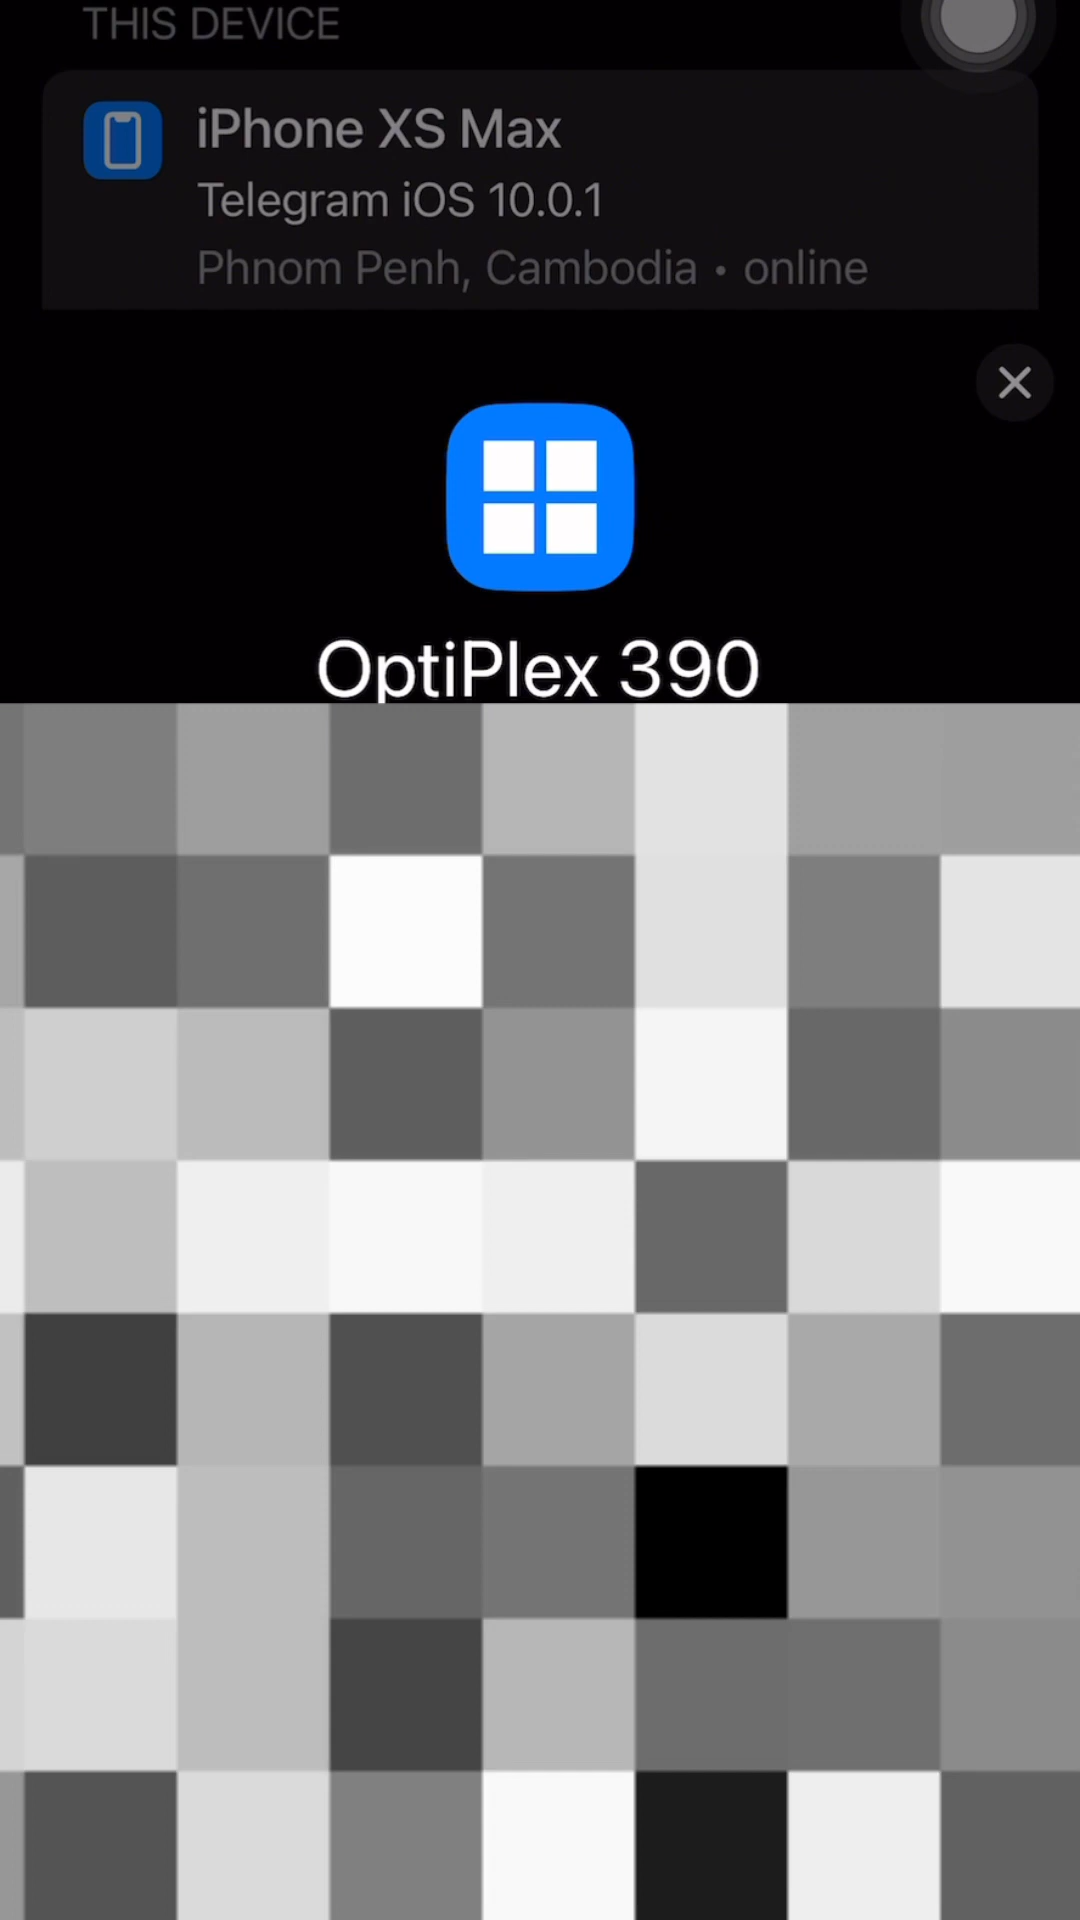 THIS DEVICE
iPhone XS Max
Telegram iOS 10.0.1
Phnom Penh, Cambodia • online
OptiPlex 390